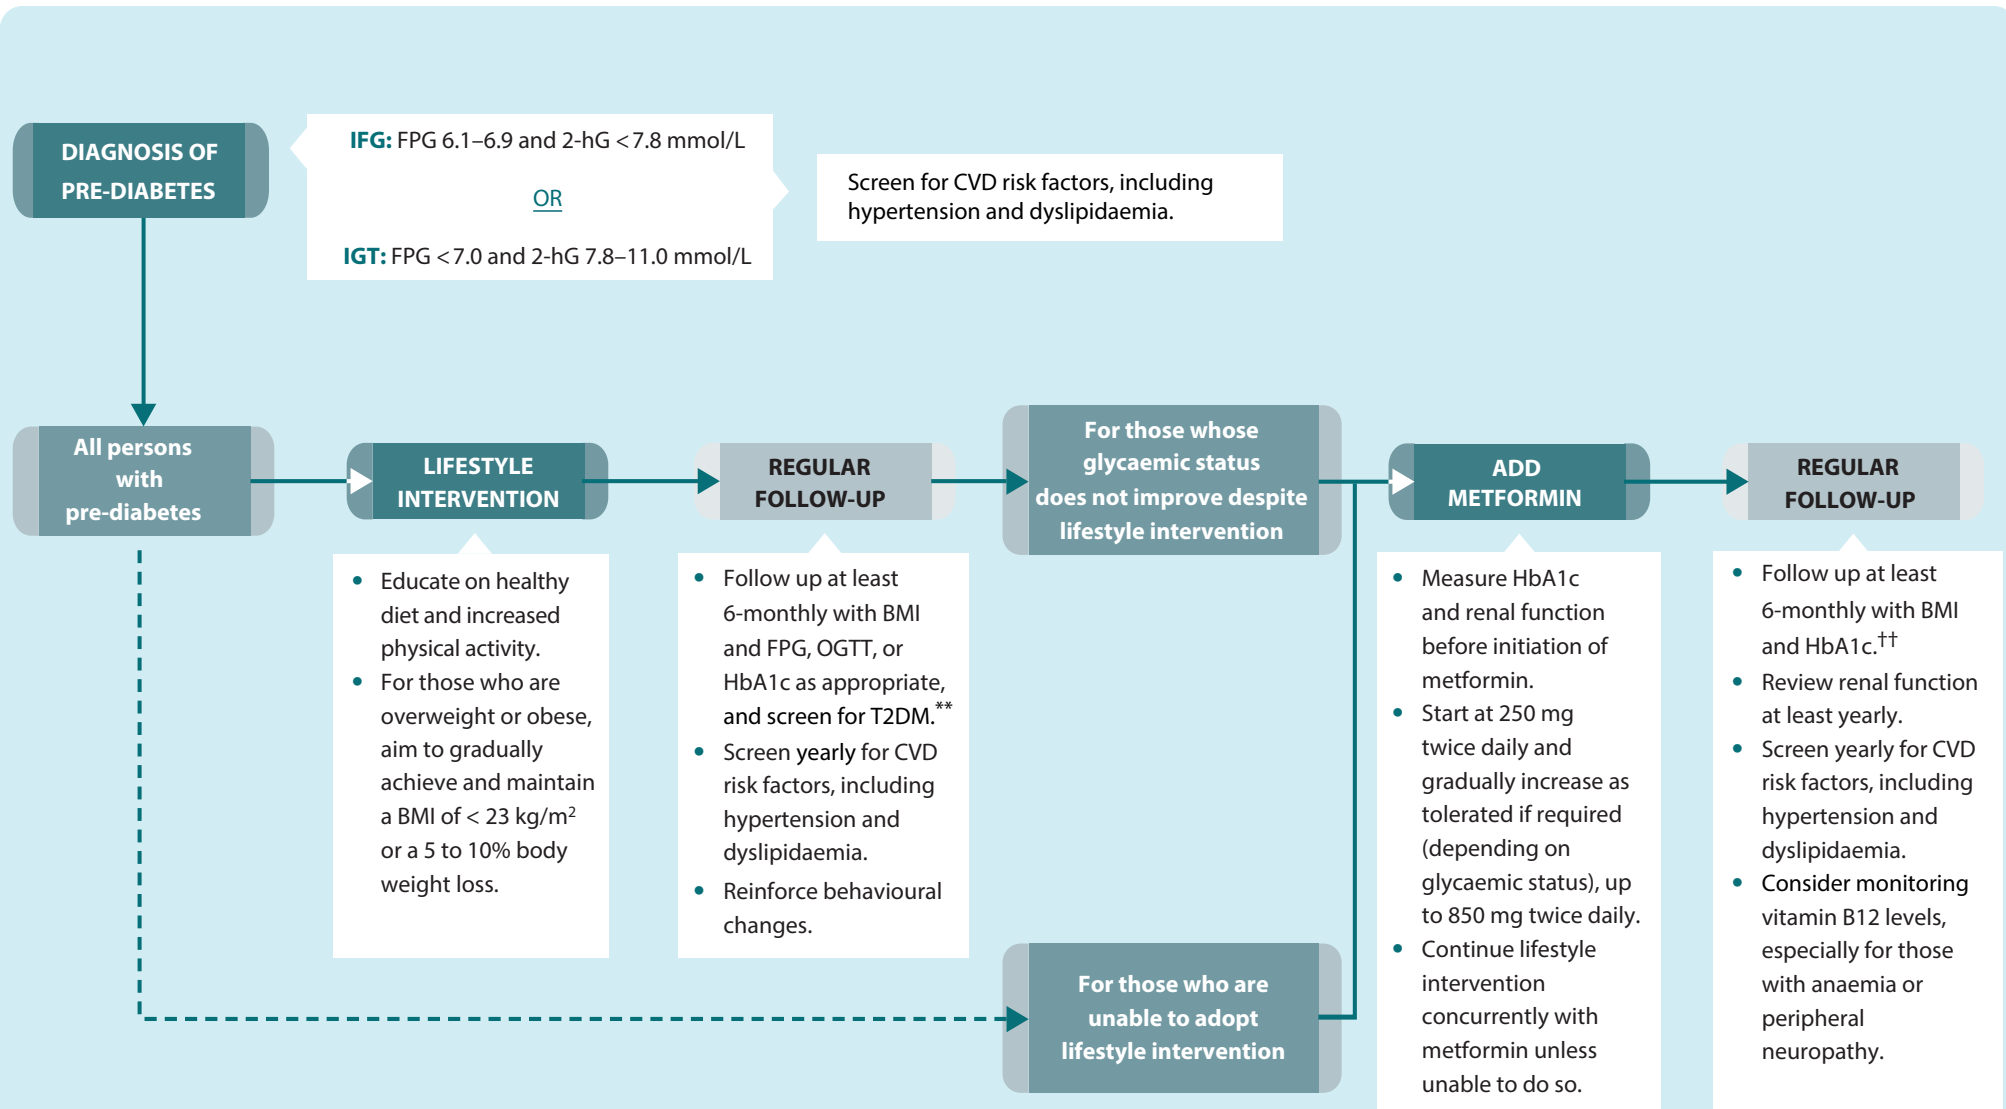 DIAGNOSIS OF
PRE-DIABETES
IFG: FPG 6.1–6.9 and 2-hG <7.8 mmol/L
OR
IGT: FPG <7.0 and 2-hG 7.8–11.0 mmol/L
Screen for CVD risk factors, including
hypertension and dyslipidaemia.
All persons
with
pre-diabetes
LIFESTYLE
INTERVENTION
• Educate on healthy
diet and increased
physical activity.
• For those who are
overweight or obese,
aim to gradually
achieve and maintain
a BMI of < 23 kg/m²
or a 5 to 10% body
weight loss.
REGULAR
FOLLOW-UP
• Follow up at least
6-monthly with BMI
and FPG, OGTT, or
HbA1c as appropriate,
and screen for T2DM.**
• Screen yearly for CVD
risk factors, including
hypertension and
dyslipidaemia.
• Reinforce behavioural
changes.
For those whose
glycaemic status
does not improve despite
lifestyle intervention
For those who are
unable to adopt
lifestyle intervention
ADD
METFORMIN
• Measure HbA1c
and renal function
before initiation of
metformin.
• Start at 250 mg
twice daily and
gradually increase as
tolerated if required
(depending on
glycaemic status), up
to 850 mg twice daily.
• Continue lifestyle
intervention
concurrently with
metformin unless
unable to do so.
REGULAR
FOLLOW-UP
• Follow up at least
6-monthly with BMI
and HbA1c.††
• Review renal function
at least yearly.
• Screen yearly for CVD
risk factors, including
hypertension and
dyslipidaemia.
• Consider monitoring
vitamin B12 levels,
especially for those
with anaemia or
peripheral
neuropathy.